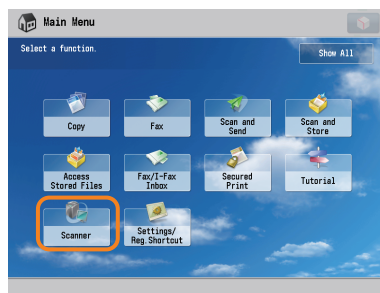 Main Menu
Select a function.
Show All
Copy
Fax
Scan and
Send
Scan and
Store
Access
Stored Files
Fax/I-Fax
Inbox
Secured
Print
Tutorial
Scanner
Settings/
Reg.Shortcut